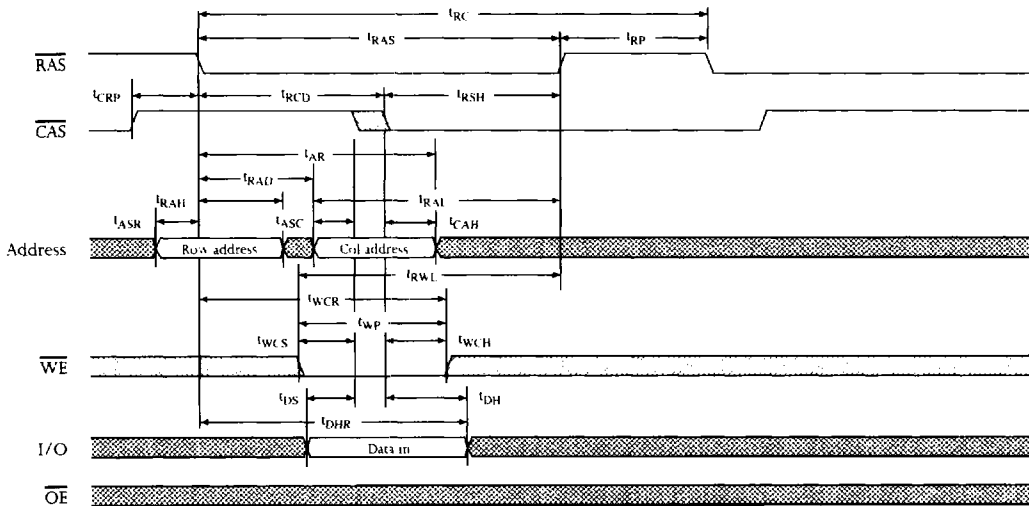 tRC
tRAS
tRP
RAS
tCRP
tRCD
tRSH
CAS
tAR
tRAD
tRAH
tRAL
tASR
tASC
tCAH
Address
Row address
Col address
tRWL
tWCR
tWP
tWCS
tWCH
WE
tDS
tDH
tDHR
I/O
Data in
OE